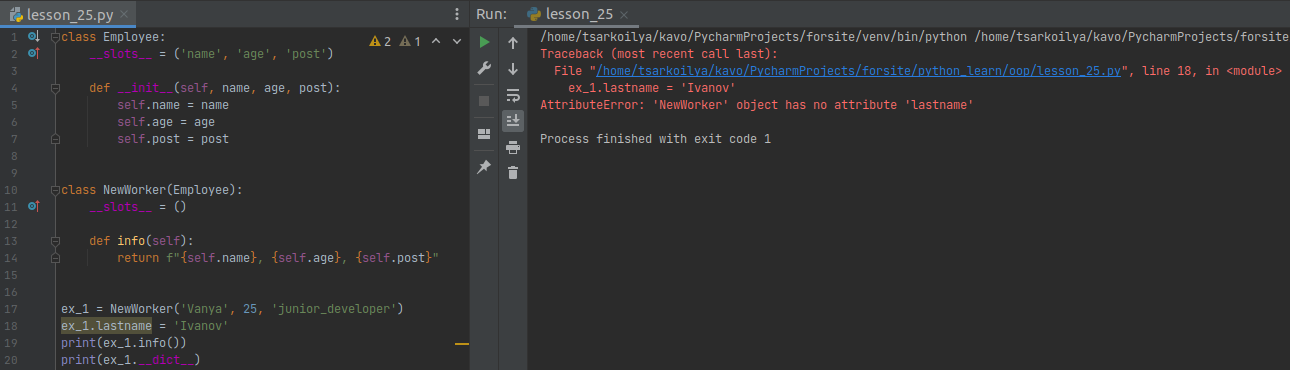 lesson_25.py
1 class Employee:
2 __slots__ = ('name', 'age', 'post')
3
4 def __init__(self, name, age, post):
5 self.name = name
6 self.age = age
7 self.post = post
8
9
10 class NewWorker(Employee):
11 __slots__ = ()
12
13 def info(self):
14 return f"{self.name}, {self.age}, {self.post}"
15
16
17 ex_1 = NewWorker('Vanya', 25, 'junior_developer')
18 ex_1.lastname = 'Ivanov'
19 print(ex_1.info())
20 print(ex_1.__dict__)
2 1
Run: lesson_25
/home/tsarkoilya/kavo/PycharmProjects/forsite/venv/bin/python /home/tsarkoilya/kavo/PycharmProjects/forsite
Traceback (most recent call last):
File "/home/tsarkoilya/kavo/PycharmProjects/forsite/python_learn/oop/lesson_25.py", line 18, in <module>
ex_1.lastname = 'Ivanov'
AttributeError: 'NewWorker' object has no attribute 'lastname'
Process finished with exit code 1